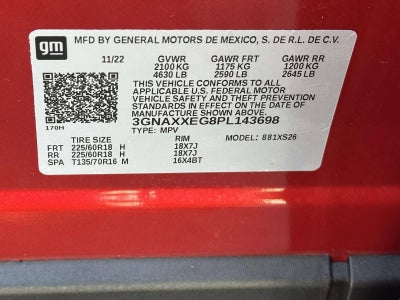 gm
MFD BY GENERAL MOTORS DE MEXICO, S. DE R.L. DE C.V.
11/22 GVWR GAWR FRT GAWR RR
2100 KG 1175 KG 1200 KG
4630 LB 2590 LB 2645 LB
THIS VEHICLE CONFORMS TO ALL
APPLICABLE U.S. FEDERAL MOTOR
VEHICLE SAFETY AND THEFT PREVENTION
STANDARDS IN EFFECT ON THE DATE OF
MANUFACTURE SHOWN ABOVE.
3GNAXXEG8PL143698
170H TYPE: MPV MODEL: 881XS26
TIRE SIZE RIM
FRT 225/60R18 H 18X7J
RR 225/60R18 H 18X7J
SPA T135/70R16 M 16X4BT